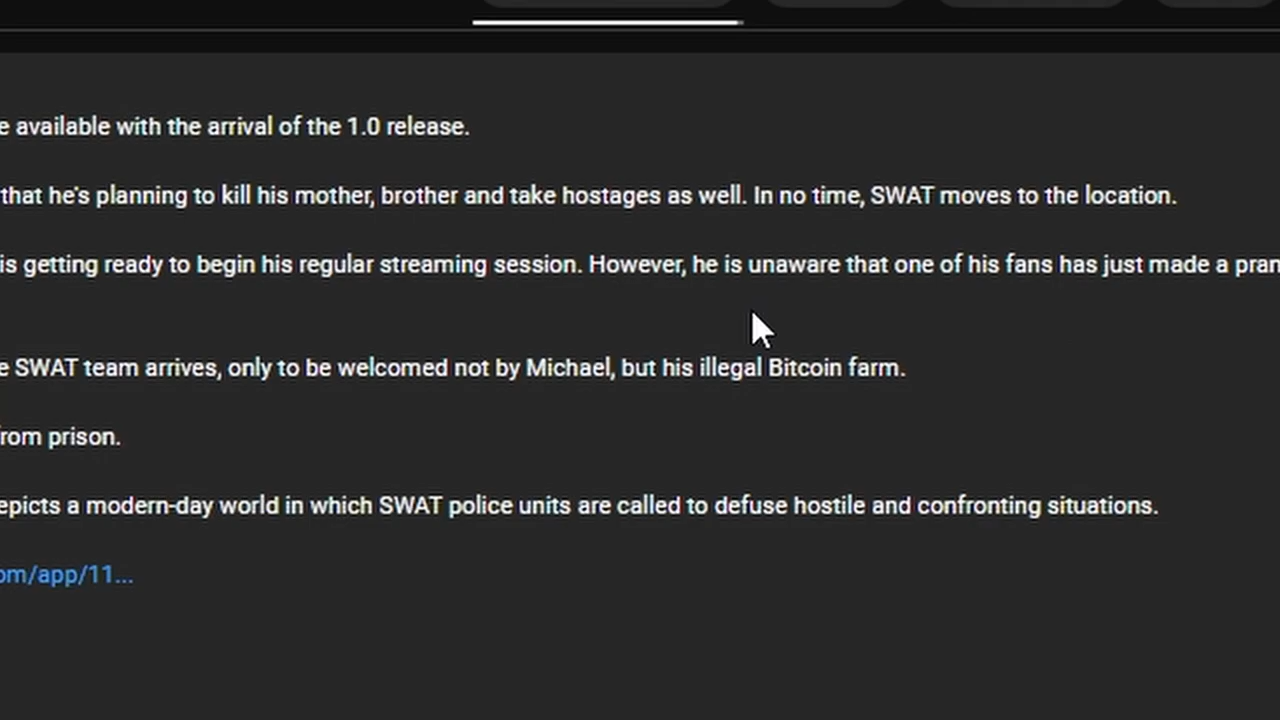 e available with the arrival of the 1.0 release.
that he's planning to kill his mother, brother and take hostages as well. In no time, SWAT moves to the location.
is getting ready to begin his regular streaming session. However, he is unaware that one of his fans has just made a pran
e SWAT team arrives, only to be welcomed not by Michael, but his illegal Bitcoin farm.
rom prison.
epicts a modern-day world in which SWAT police units are called to defuse hostile and confronting situations.
om/app/11...